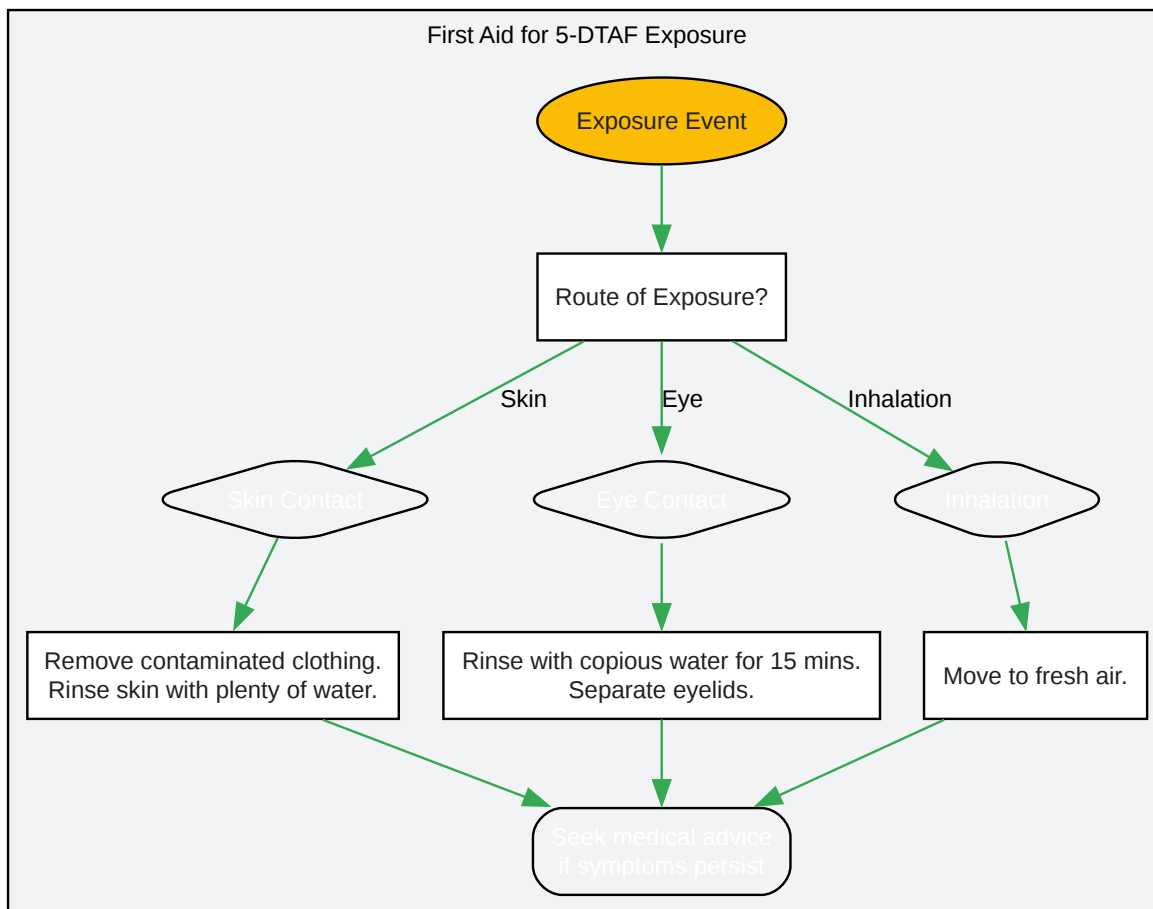 First Aid for 5-DTAF Exposure
Exposure Event
Route of Exposure?
Skin
Eye
Inhalation
Skin Contact
Eye Contact
Inhalation
Remove contaminated clothing.
Rinse skin with plenty of water.
Rinse with copious water for 15 mins.
Separate eyelids.
Move to fresh air.
Seek medical advice
if symptoms persist